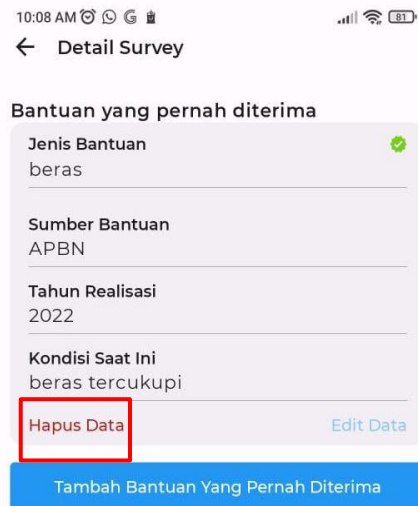 10:08 AM G 81
Detail Survey
Bantuan yang pernah diterima
Jenis Bantuan
beras
Sumber Bantuan
APBN
Tahun Realisasi
2022
Kondisi Saat Ini
beras tercukupi
Hapus Data Edit Data
Tambah Bantuan Yang Pernah Diterima